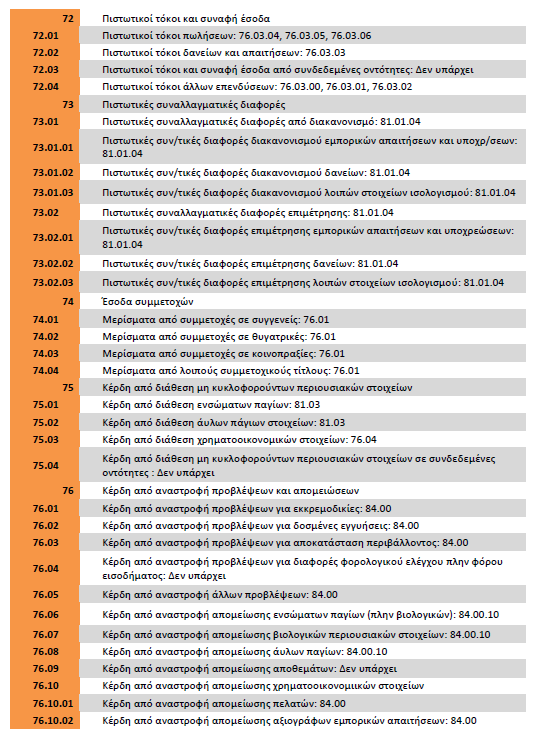 72 Πιστωτικοί τόκοι και συναφή έσοδα
72.01 Πιστωτικοί τόκοι πωλήσεων: 76.03.04, 76.03.05, 76.03.06
72.02 Πιστωτικοί τόκοι δανείων και απαιτήσεων: 76.03.03
72.03 Πιστωτικοί τόκοι και συναφή έσοδα από συνδεδεμένες οντότητες: Δεν υπάρχει
72.04 Πιστωτικοί τόκοι άλλων επενδύσεων: 76.03.00, 76.03.01, 76.03.02
73 Πιστωτικές συναλλαγματικές διαφορές
73.01 Πιστωτικές συναλλαγματικές διαφορές από διακανονισμό: 81.01.04
73.01.01 Πιστωτικές συν/τικές διαφορές διακανονισμού εμπορικών απαιτήσεων και υποχρ/σεων:
81.01.04
73.01.02 Πιστωτικές συν/τικές διαφορές διακανονισμού δανείων: 81.01.04
73.01.03 Πιστωτικές συν/τικές διαφορές διακανονισμού λοιπών στοιχείων ισολογισμού: 81.01.04
73.02 Πιστωτικές συναλλαγματικές διαφορές επιμέτρησης: 81.01.04
73.02.01 Πιστωτικές συν/τικές διαφορές επιμέτρησης εμπορικών απαιτήσεων και υποχρεώσεων:
81.01.04
73.02.02 Πιστωτικές συν/τικές διαφορές επιμέτρησης δανείων: 81.01.04
73.02.03 Πιστωτικές συν/τικές διαφορές επιμέτρησης λοιπών στοιχείων ισολογισμού: 81.01.04
74 Έσοδα συμμετοχών
74.01 Μερίσματα από συμμετοχές σε συγγενείς: 76.01
74.02 Μερίσματα από συμμετοχές σε θυγατρικές: 76.01
74.03 Μερίσματα από συμμετοχές σε κοινοπραξίες: 76.01
74.04 Μερίσματα από λοιπούς συμμετοχικούς τίτλους: 76.01
75 Κέρδη από διάθεση μη κυκλοφορούντων περιουσιακών στοιχείων
75.01 Κέρδη από διάθεση ενσώματων παγίων: 81.03
75.02 Κέρδη από διάθεση άυλων πάγιων στοιχείων: 81.03
75.03 Κέρδη από διάθεση χρηματοοικονομικών στοιχείων: 76.04
75.04 Κέρδη από διάθεση μη κυκλοφορούντων περιουσιακών στοιχείων σε συνδεδεμένες
οντότητες : Δεν υπάρχει
76 Κέρδη από αναστροφή προβλέψεων και απομειώσεων
76.01 Κέρδη από αναστροφή προβλέψεων για εκκρεμοδικίες: 84.00
76.02 Κέρδη από αναστροφή προβλέψεων για δοσμένες εγγυήσεις: 84.00
76.03 Κέρδη από αναστροφή προβλέψεων για αποκατάσταση περιβάλλοντος: 84.00
76.04 Κέρδη από αναστροφή προβλέψεων για διαφορές φορολογικού ελέγχου πλην φόρου
εισοδήματος: Δεν υπάρχει
76.05 Κέρδη από αναστροφή άλλων προβλέψεων: 84.00
76.06 Κέρδη από αναστροφή απομείωσης ενσώματων παγίων (πλην βιολογικών): 84.00.10
76.07 Κέρδη από αναστροφή απομείωσης βιολογικών περιουσιακών στοιχείων: 84.00.10
76.08 Κέρδη από αναστροφή απομείωσης άυλων παγίων: 84.00.10
76.09 Κέρδη από αναστροφή απομείωσης αποθεμάτων: Δεν υπάρχει
76.10 Κέρδη από αναστροφή απομείωσης χρηματοοικονομικών στοιχείων
76.10.01 Κέρδη από αναστροφή απομείωσης πελατών: 84.00
76.10.02 Κέρδη από αναστροφή απομείωσης αξιογράφων εμπορικών απαιτήσεων: 84.00